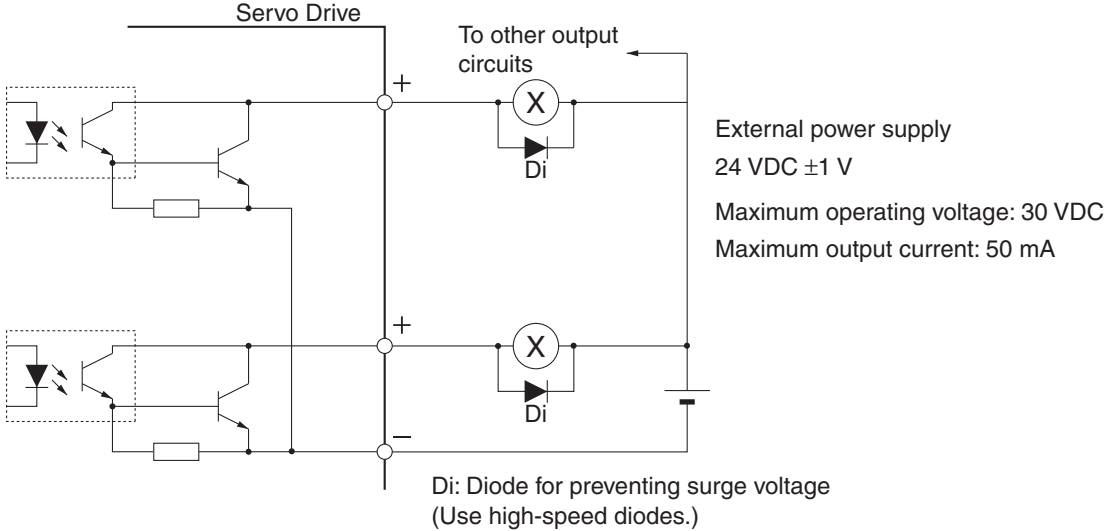 Servo Drive
To other output
circuits
+
X
Di
External power supply
24 VDC ±1 V
Maximum operating voltage: 30 VDC
Maximum output current: 50 mA
+
X
Di
−
Di: Diode for preventing surge voltage
(Use high-speed diodes.)